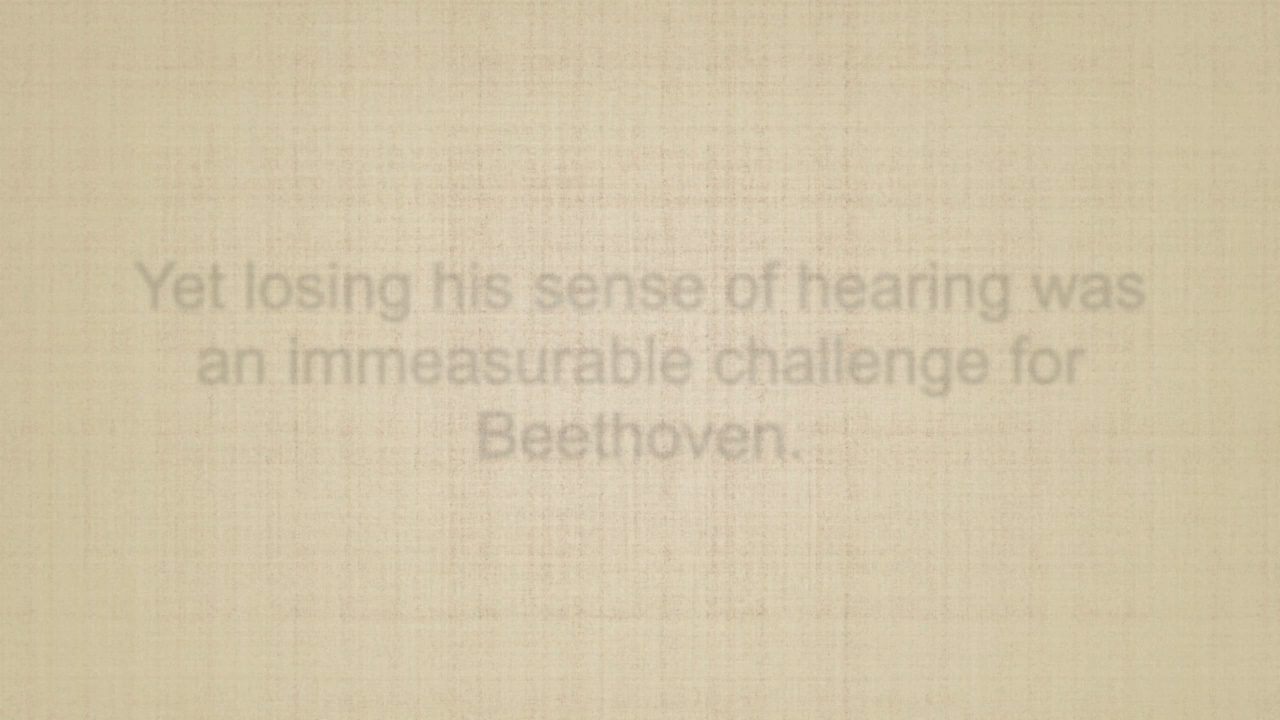 Yet losing his sense of hearing was
an immeasurable challenge for
Beethoven.